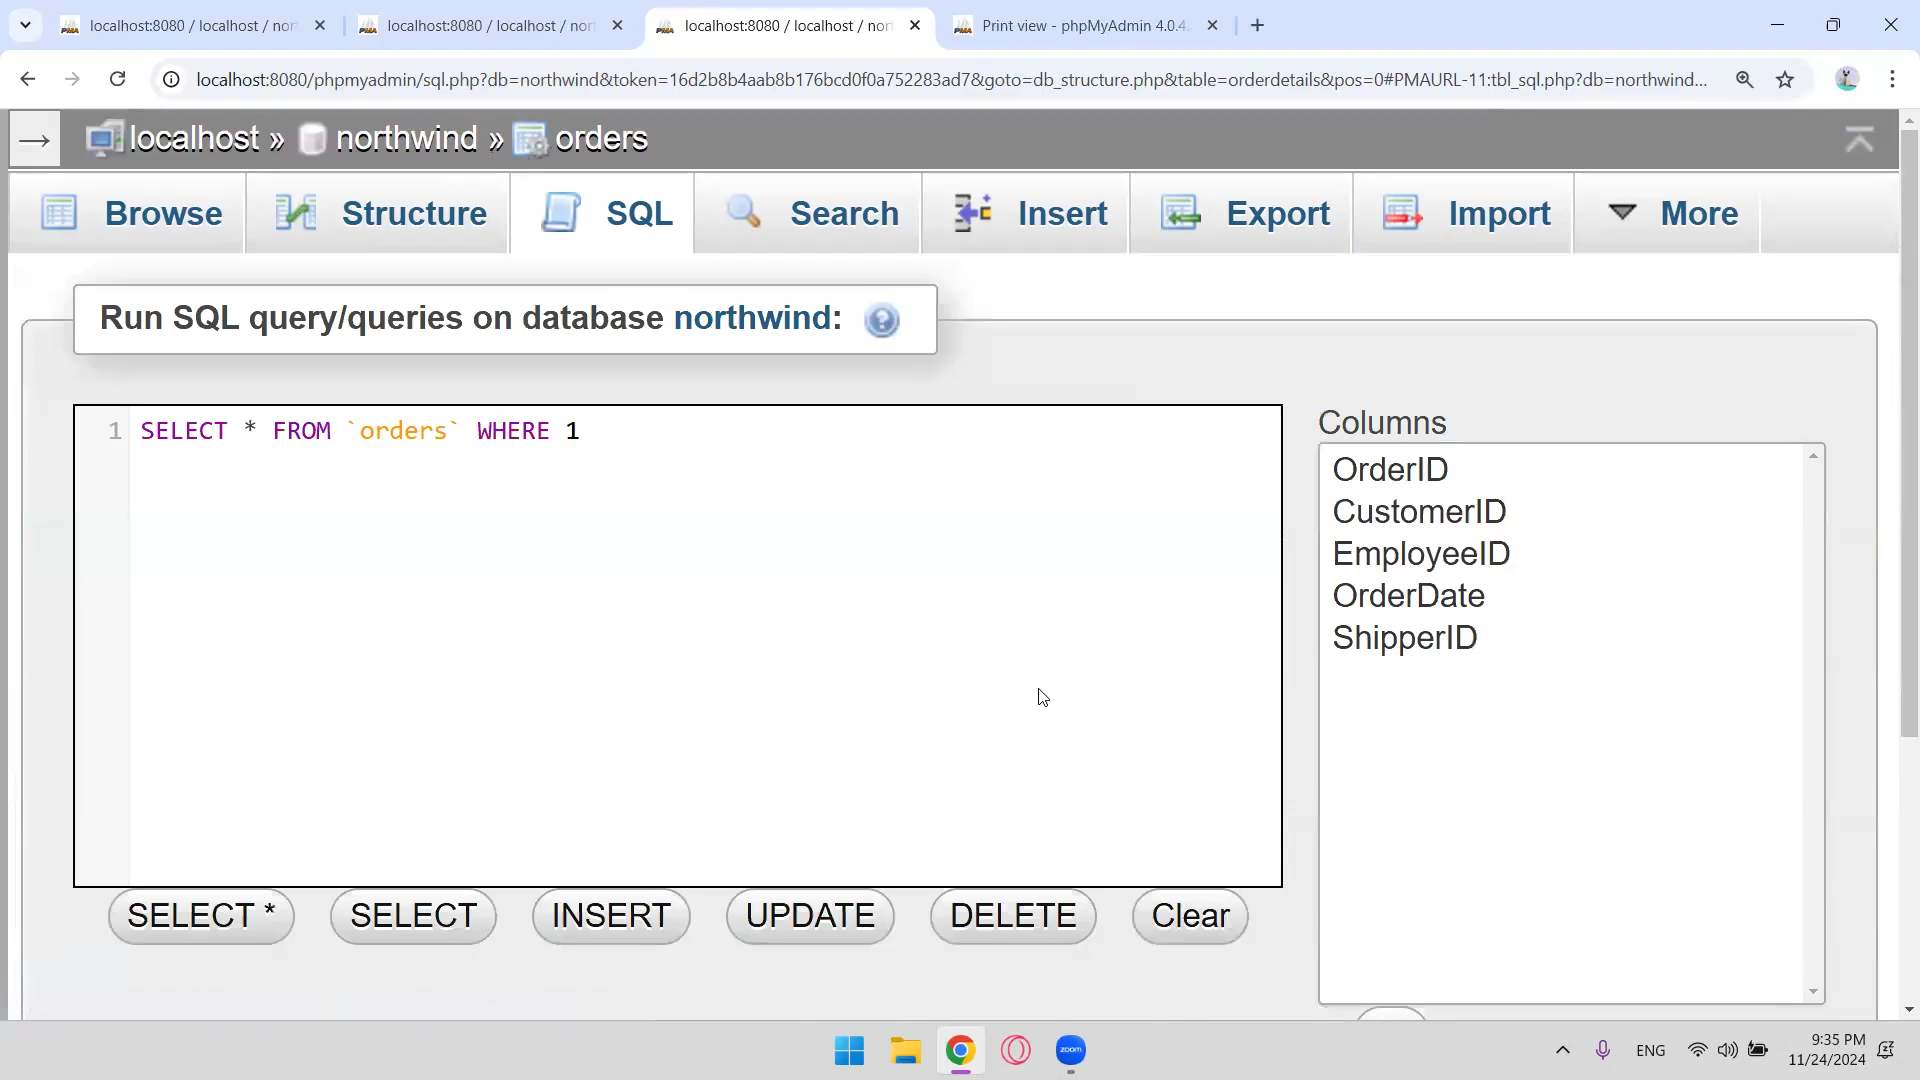 localhost:8080 / localhost / nor
localhost:8080 / localhost / nor
localhost:8080 / localhost / nor
Print view - phpMyAdmin 4.0.4.
localhost:8080/phpmyadmin/sql.php?db=northwind&token=16d2b8b4aab8b176bcd0f0a752283ad7&goto=db_structure.php&table=orderdetails&pos=0#PMAURL-11:tbl_sql.php?db=northwind...
localhost » northwind » orders
Browse Structure SQL Search Insert Export Import More
Run SQL query/queries on database northwind:
1 SELECT * FROM `orders` WHERE 1
Columns
OrderID
CustomerID
EmployeeID
OrderDate
ShipperID
SELECT * SELECT INSERT UPDATE DELETE Clear
zoom
ENG
9:35 PM
11/24/2024